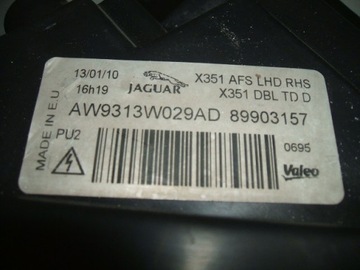 13/01/10
16h19
JAGUAR
X351 AFS LHD RHS
X351 DBL TD D
AW9313W029AD 89903157
MADE IN E.U
PU2
0695
Valeo